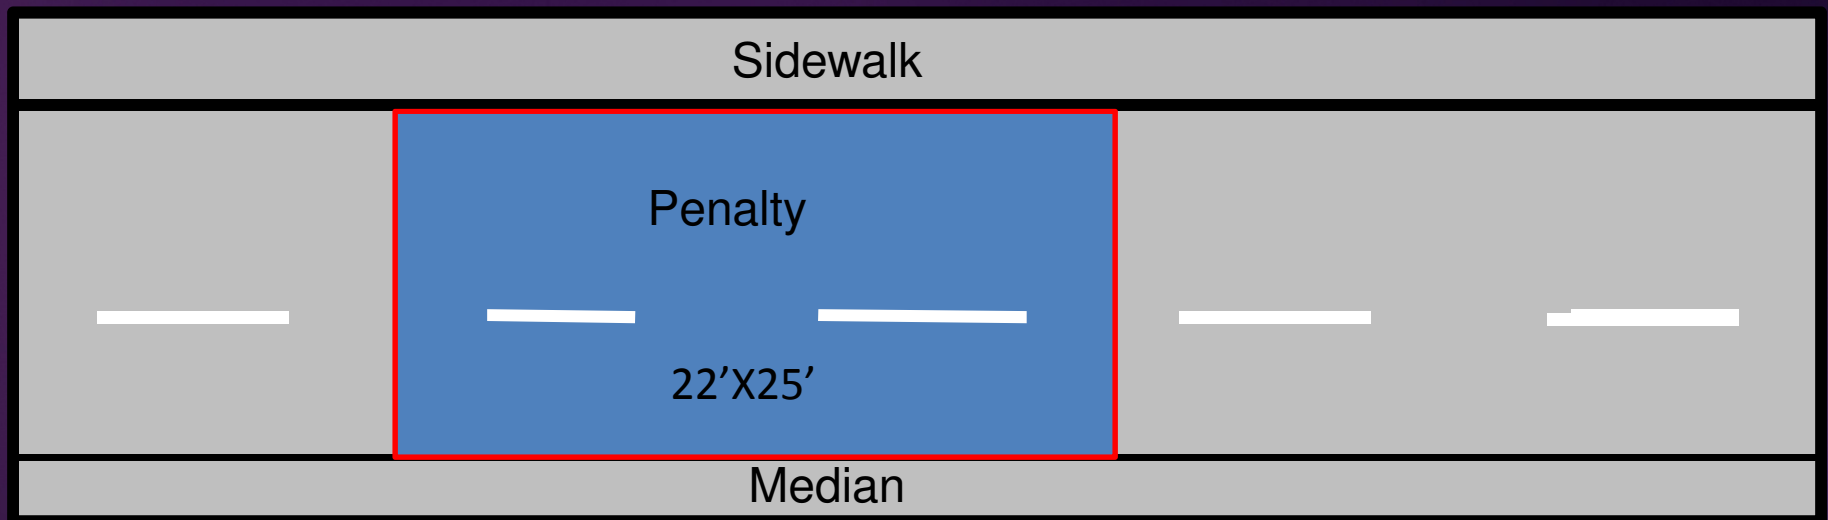 Sidewalk
Penalty
22’X25’
Median